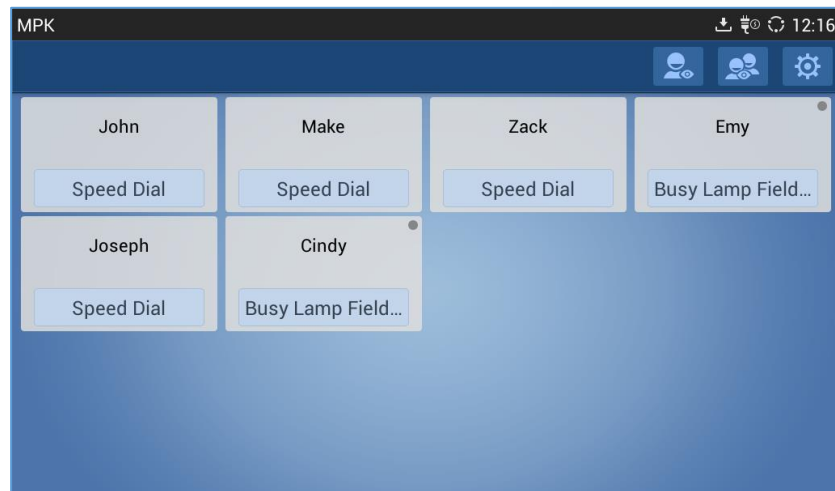 MPK 12:16
John Make Zack Emy
Speed Dial Speed Dial Speed Dial Busy Lamp Field...
Joseph Cindy
Speed Dial Busy Lamp Field...